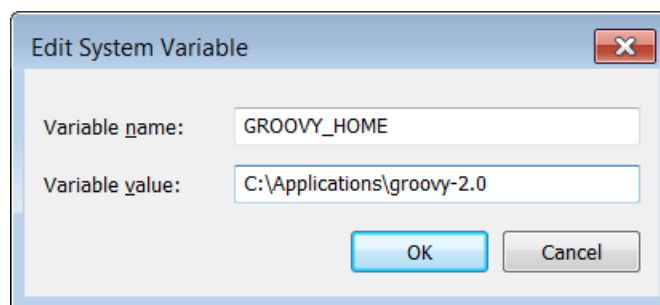 Edit System Variable
Variable name: GROOVY_HOME
Variable value: C:\Applications\groovy-2.0
OK Cancel